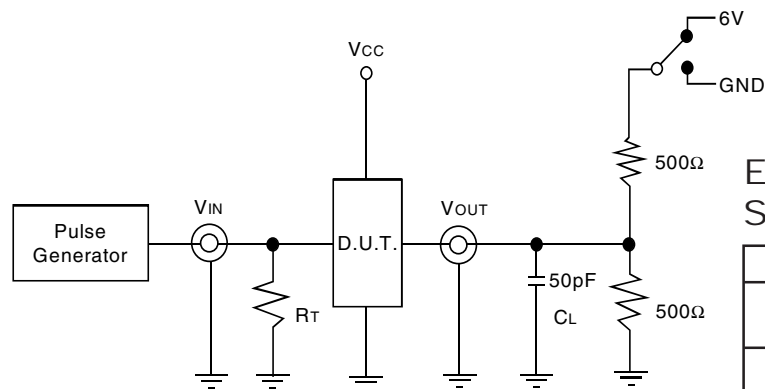 6V
VCC
GND
500Ω
E
S
VIN
VOUT
Pulse
Generator
D.U.T.
50pF
RT
CL
500Ω